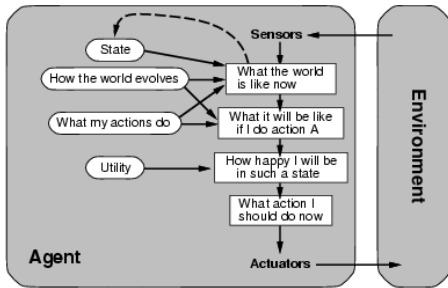 Sensors
State
What the world
is like now
How the world evolves
What it will be like
if I do action A
What my actions do
How happy I will be
in such a state
Utility
What action I
should do now
Agent
Actuators
Environment